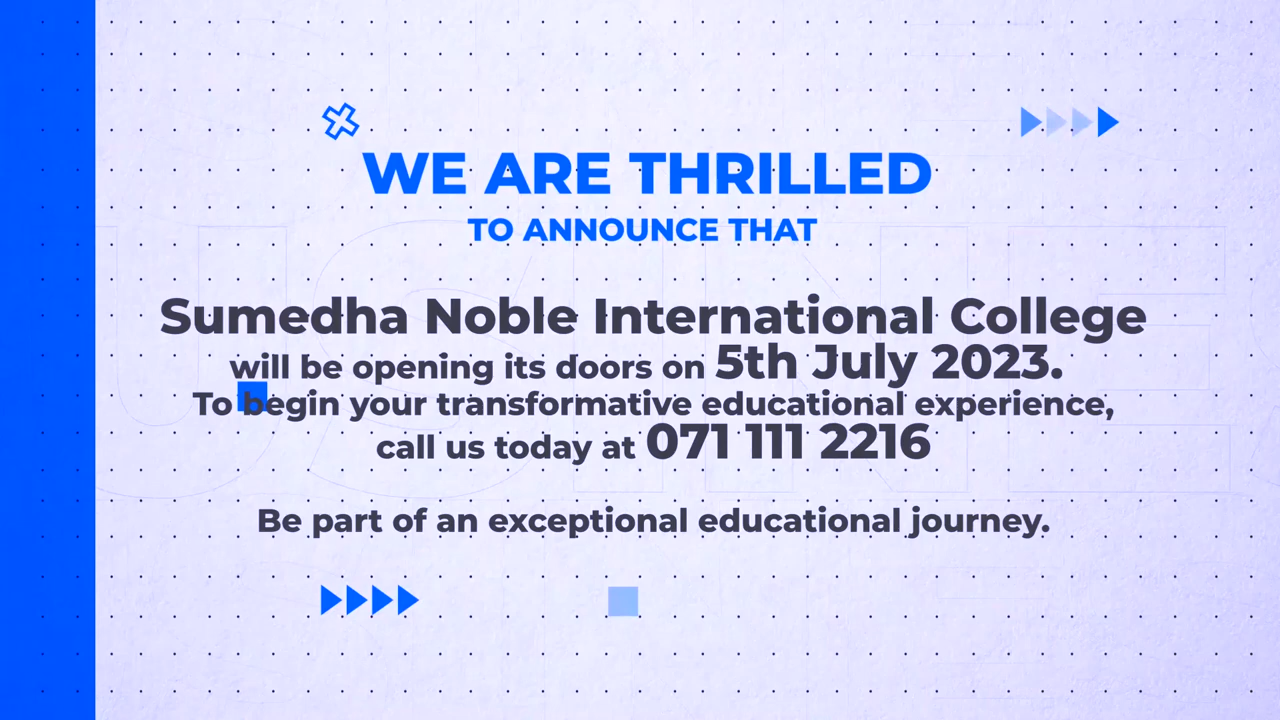 WE ARE THRILLED
TO ANNOUNCE THAT
Sumedha Noble International College
will be opening its doors on 5th July 2023.
To begin your transformative educational experience,
call us today at 071 111 2216
Be part of an exceptional educational journey.